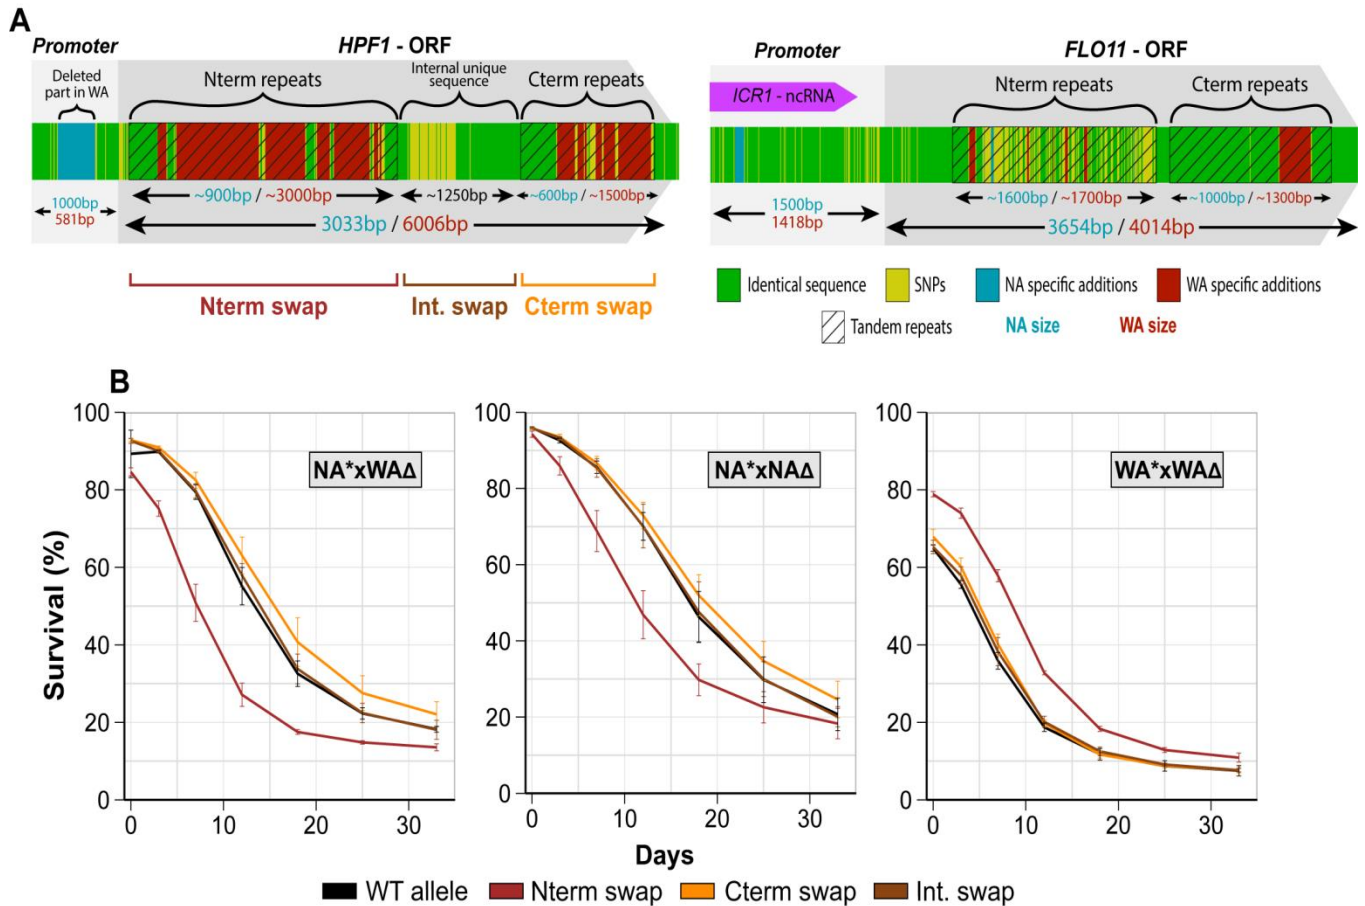 A
Promoter
HPF1 - ORF
Deleted
part in WA
Nterm repeats
Internal unique
sequence
Cterm repeats
1000bp
581bp
~900bp / ~3000bp
~1250bp
~600bp / ~1500bp
3033bp / 6006bp
Nterm swap
Int. swap
Cterm swap
Promoter
FLO11 - ORF
ICR1 - ncRNA
Nterm repeats
Cterm repeats
1500bp
1418bp
~1600bp / ~1700bp
~1000bp / ~1300bp
3654bp / 4014bp
Identical sequence
SNPs
NA specific additions
WA specific additions
Tandem repeats
NA size
WA size
B
Survival (%)
100
80
60
40
20
0
0 10 20 30
NA*xWAΔ
100
80
60
40
20
0
0 10 20 30
NA*xNAΔ
100
80
60
40
20
0
0 10 20 30
WA*xWAΔ
Days
WT allele
Nterm swap
Cterm swap
Int. swap